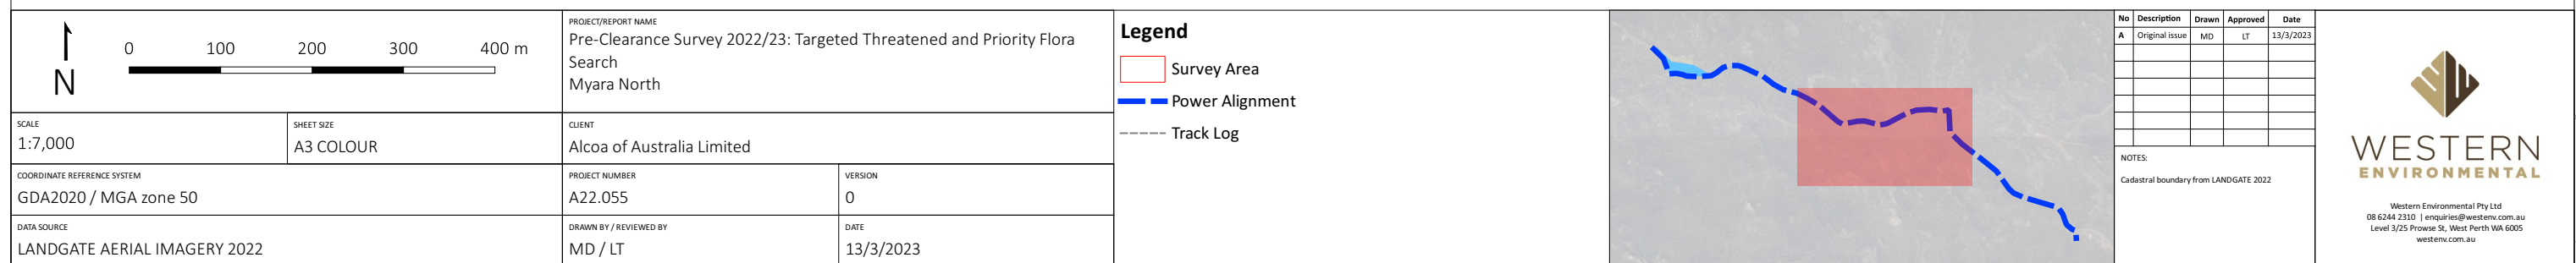 0 100 200 300 400 m
N
SCALE
1:7,000
SHEET SIZE
A3 COLOUR
COORDINATE REFERENCE SYSTEM
GDA2020 / MGA zone 50
DATA SOURCE
LANDGATE AERIAL IMAGERY 2022
PROJECT/REPORT NAME
Pre-Clearance Survey 2022/23: Targeted Threatened and Priority Flora
Search
Myara North
CLIENT
Alcoa of Australia Limited
PROJECT NUMBER
A22.055
VERSION
0
DRAWN BY / REVIEWED BY
MD / LT
DATE
13/3/2023
Legend
Survey Area
Power Alignment
Track Log
No Description Drawn Approved Date
A Original issue MD LT 13/3/2023
NOTES:
Cadastral boundary from LANDGATE 2022
WESTERN
ENVIRONMENTAL
Western Environmental Pty Ltd
08 6244 2310 | enquiries@westenv.com.au
Level 3/25 Prowse St, West Perth WA 6005
westenv.com.au